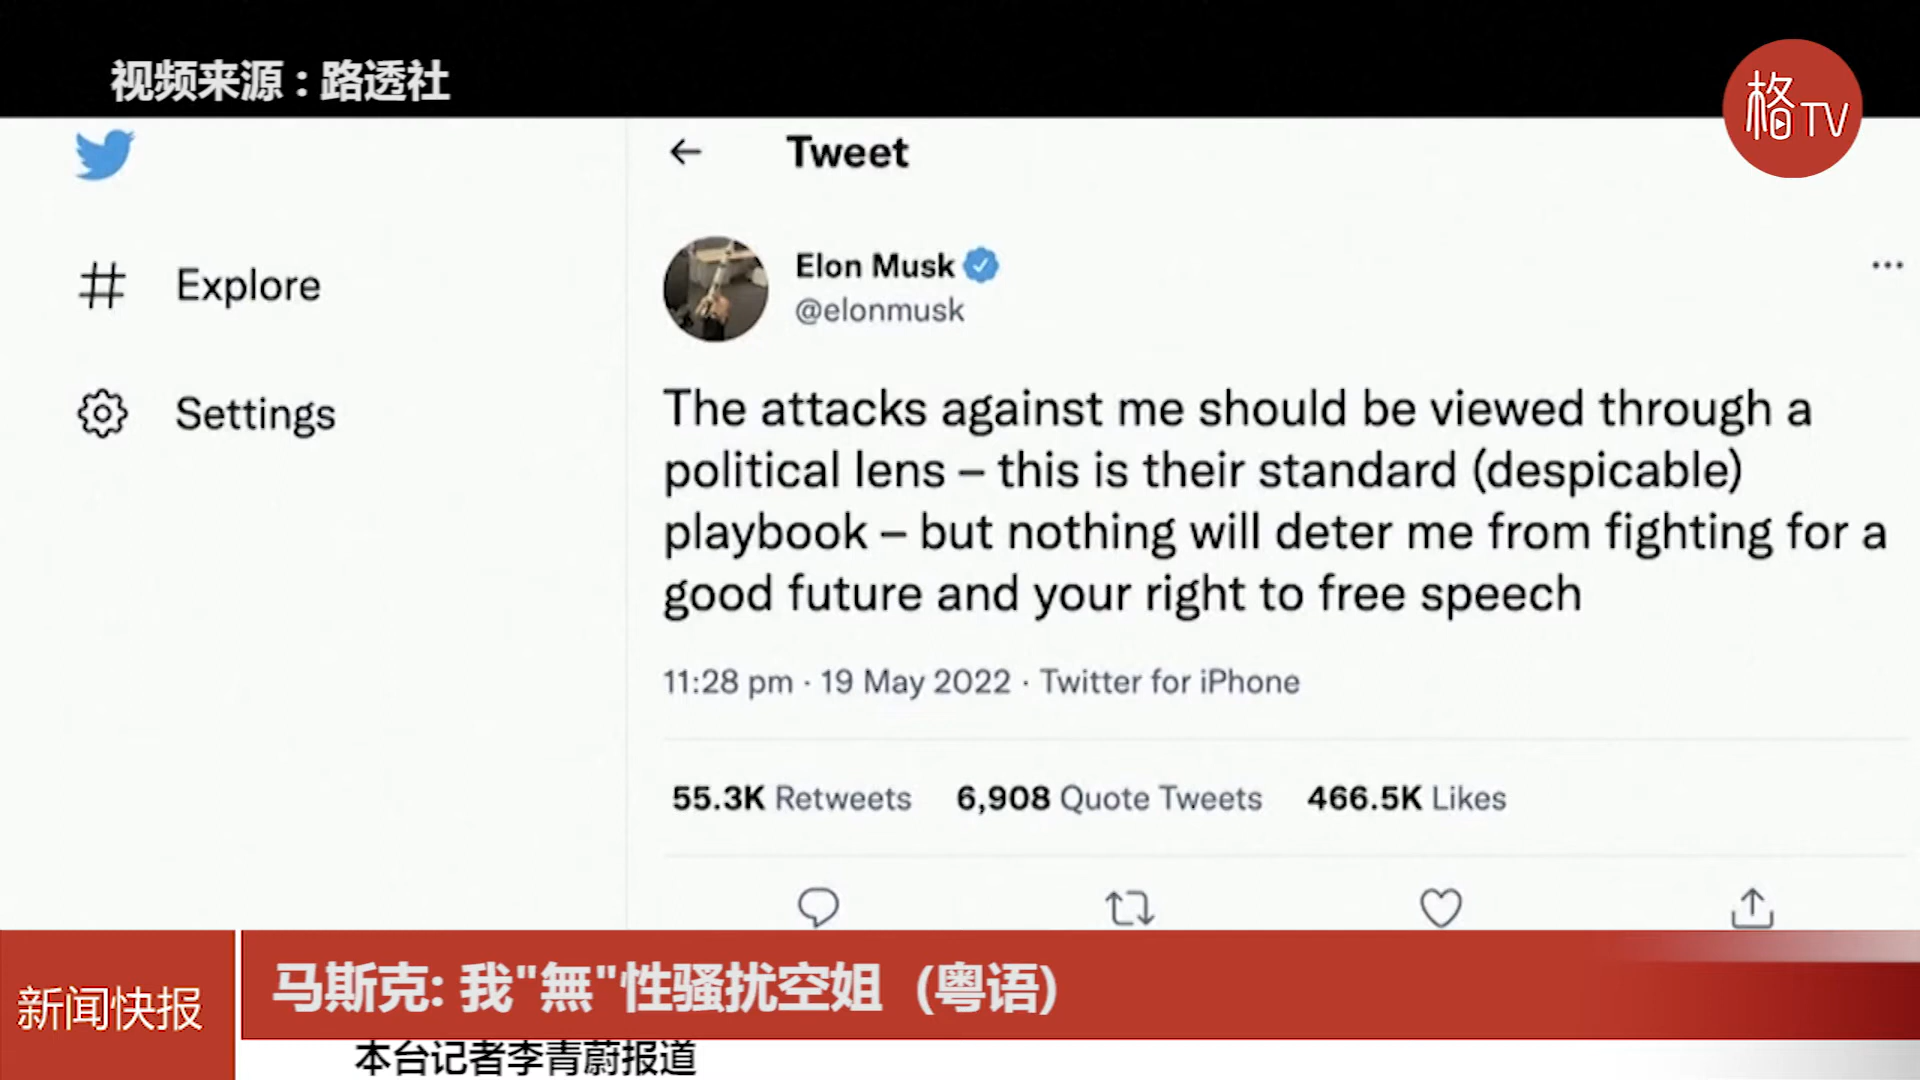 视频来源：路透社
格TV
Tweet
Elon Musk
@elonmusk
Explore
Settings
The attacks against me should be viewed through a
political lens – this is their standard (despicable)
playbook – but nothing will deter me from fighting for a
good future and your right to free speech
11:28 pm · 19 May 2022 · Twitter for iPhone
55.3K Retweets 6,908 Quote Tweets 466.5K Likes
新闻快报
马斯克: 我"無"性骚扰空姐 (粤语)
本台记者李青蔚报道